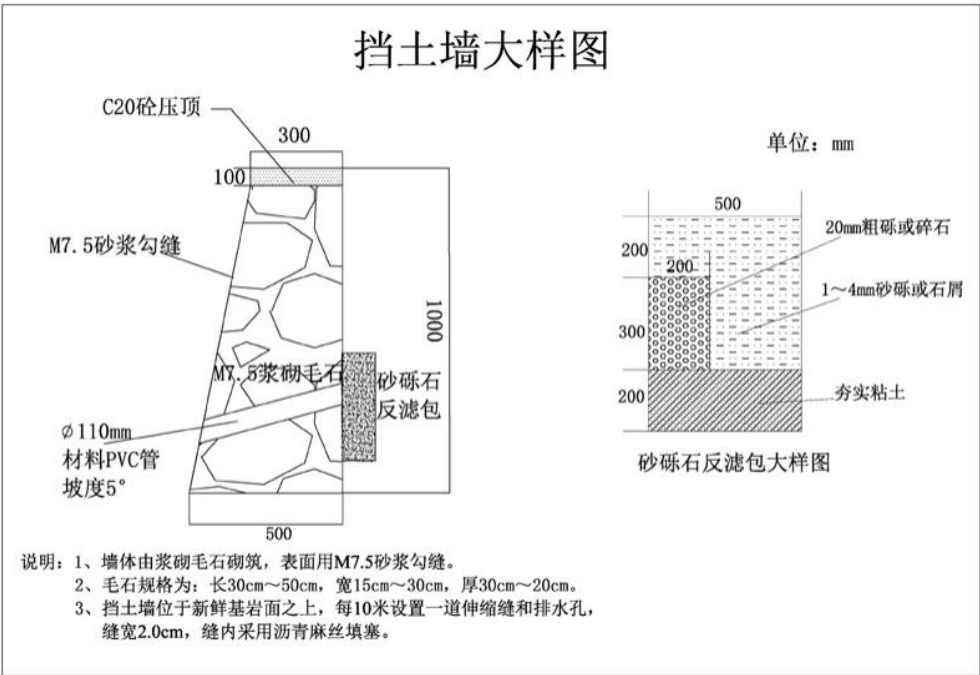 挡土墙大样图
C20砼压顶
300
100
M7.5砂浆勾缝
1000
M7.5浆砌毛石
砂砾石
反滤包
∅110mm
材料PVC管
坡度5°
500
单位：mm
500
200
200
20mm粗砾或碎石
1～4mm砂砾或石屑
300
200
夯实粘土
砂砾石反滤包大样图
说明：1、墙体由浆砌毛石砌筑，表面用M7.5砂浆勾缝。
2、毛石规格为：长30cm～50cm，宽15cm～30cm，厚30cm～20cm。
3、挡土墙位于新鲜基岩面之上，每10米设置一道伸缩缝和排水孔，
缝宽2.0cm，缝内采用沥青麻丝填塞。